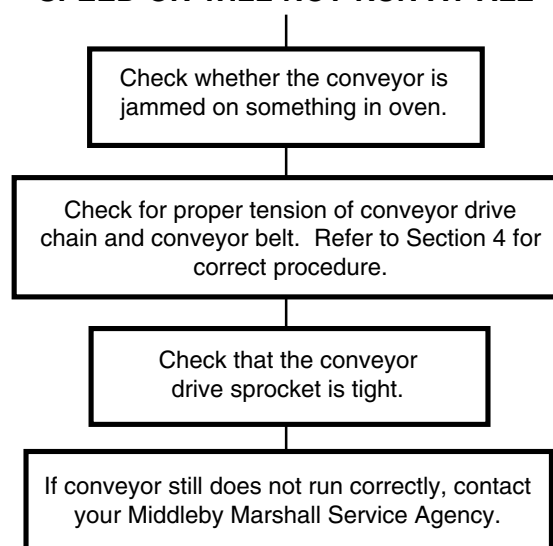 Check whether the conveyor is
jammed on something in oven.
Check for proper tension of conveyor drive
chain and conveyor belt. Refer to Section 4 for
correct procedure.
Check that the conveyor
drive sprocket is tight.
If conveyor still does not run correctly, contact
your Middleby Marshall Service Agency.